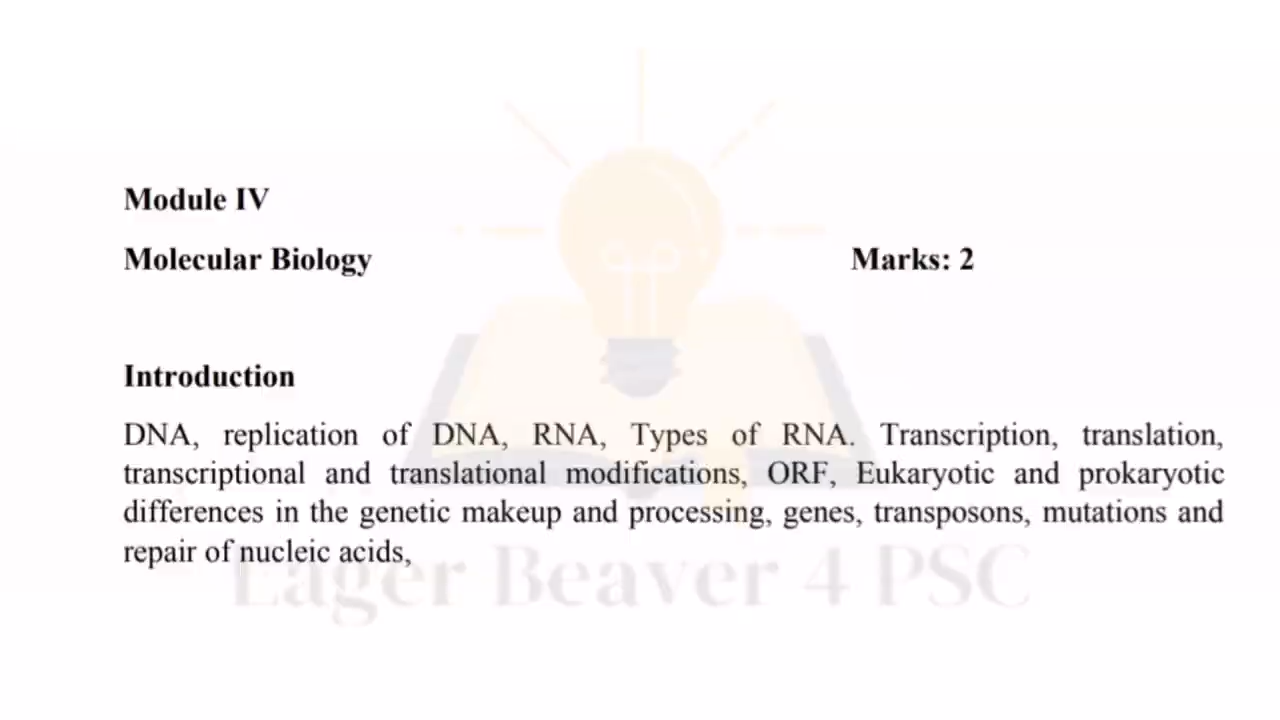 Module IV
Molecular Biology Marks: 2
Introduction
DNA, replication of DNA, RNA, Types of RNA. Transcription, translation,
transcriptional and translational modifications, ORF, Eukaryotic and prokaryotic
differences in the genetic makeup and processing, genes, transposons, mutations and
repair of nucleic acids,
Eager Beaver 4 PSC